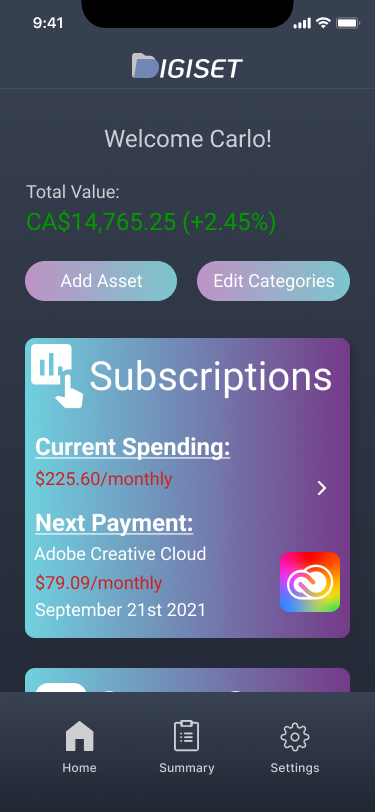 9:41
DIGISET
Welcome Carlo!
Total Value:
CA$14,765.25 (+2.45%)
Add Asset
Edit Categories
Subscriptions
Current Spending:
$225.60/monthly
Next Payment:
Adobe Creative Cloud
$79.09/monthly
September 21st 2021
Home
Summary
Settings